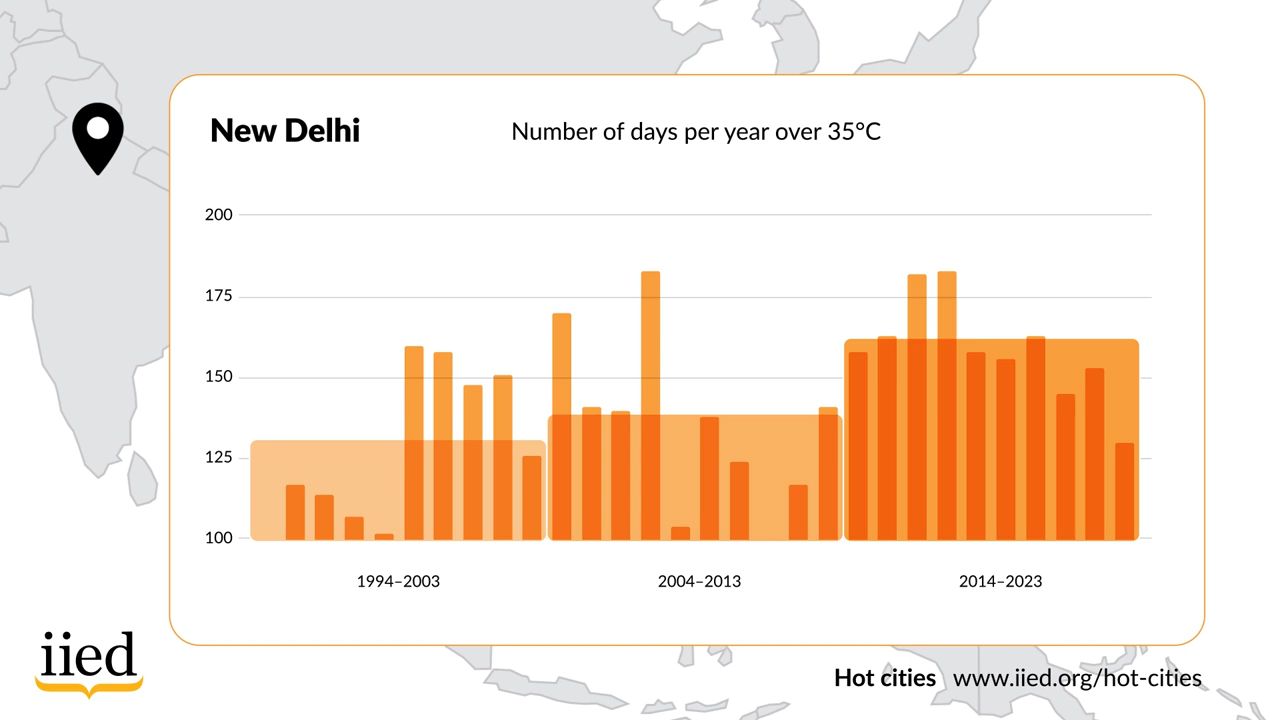 New Delhi
Number of days per year over 35°C
200
175
150
125
100
1994–2003
2004–2013
2014–2023
iied
Hot cities www.iied.org/hot-cities